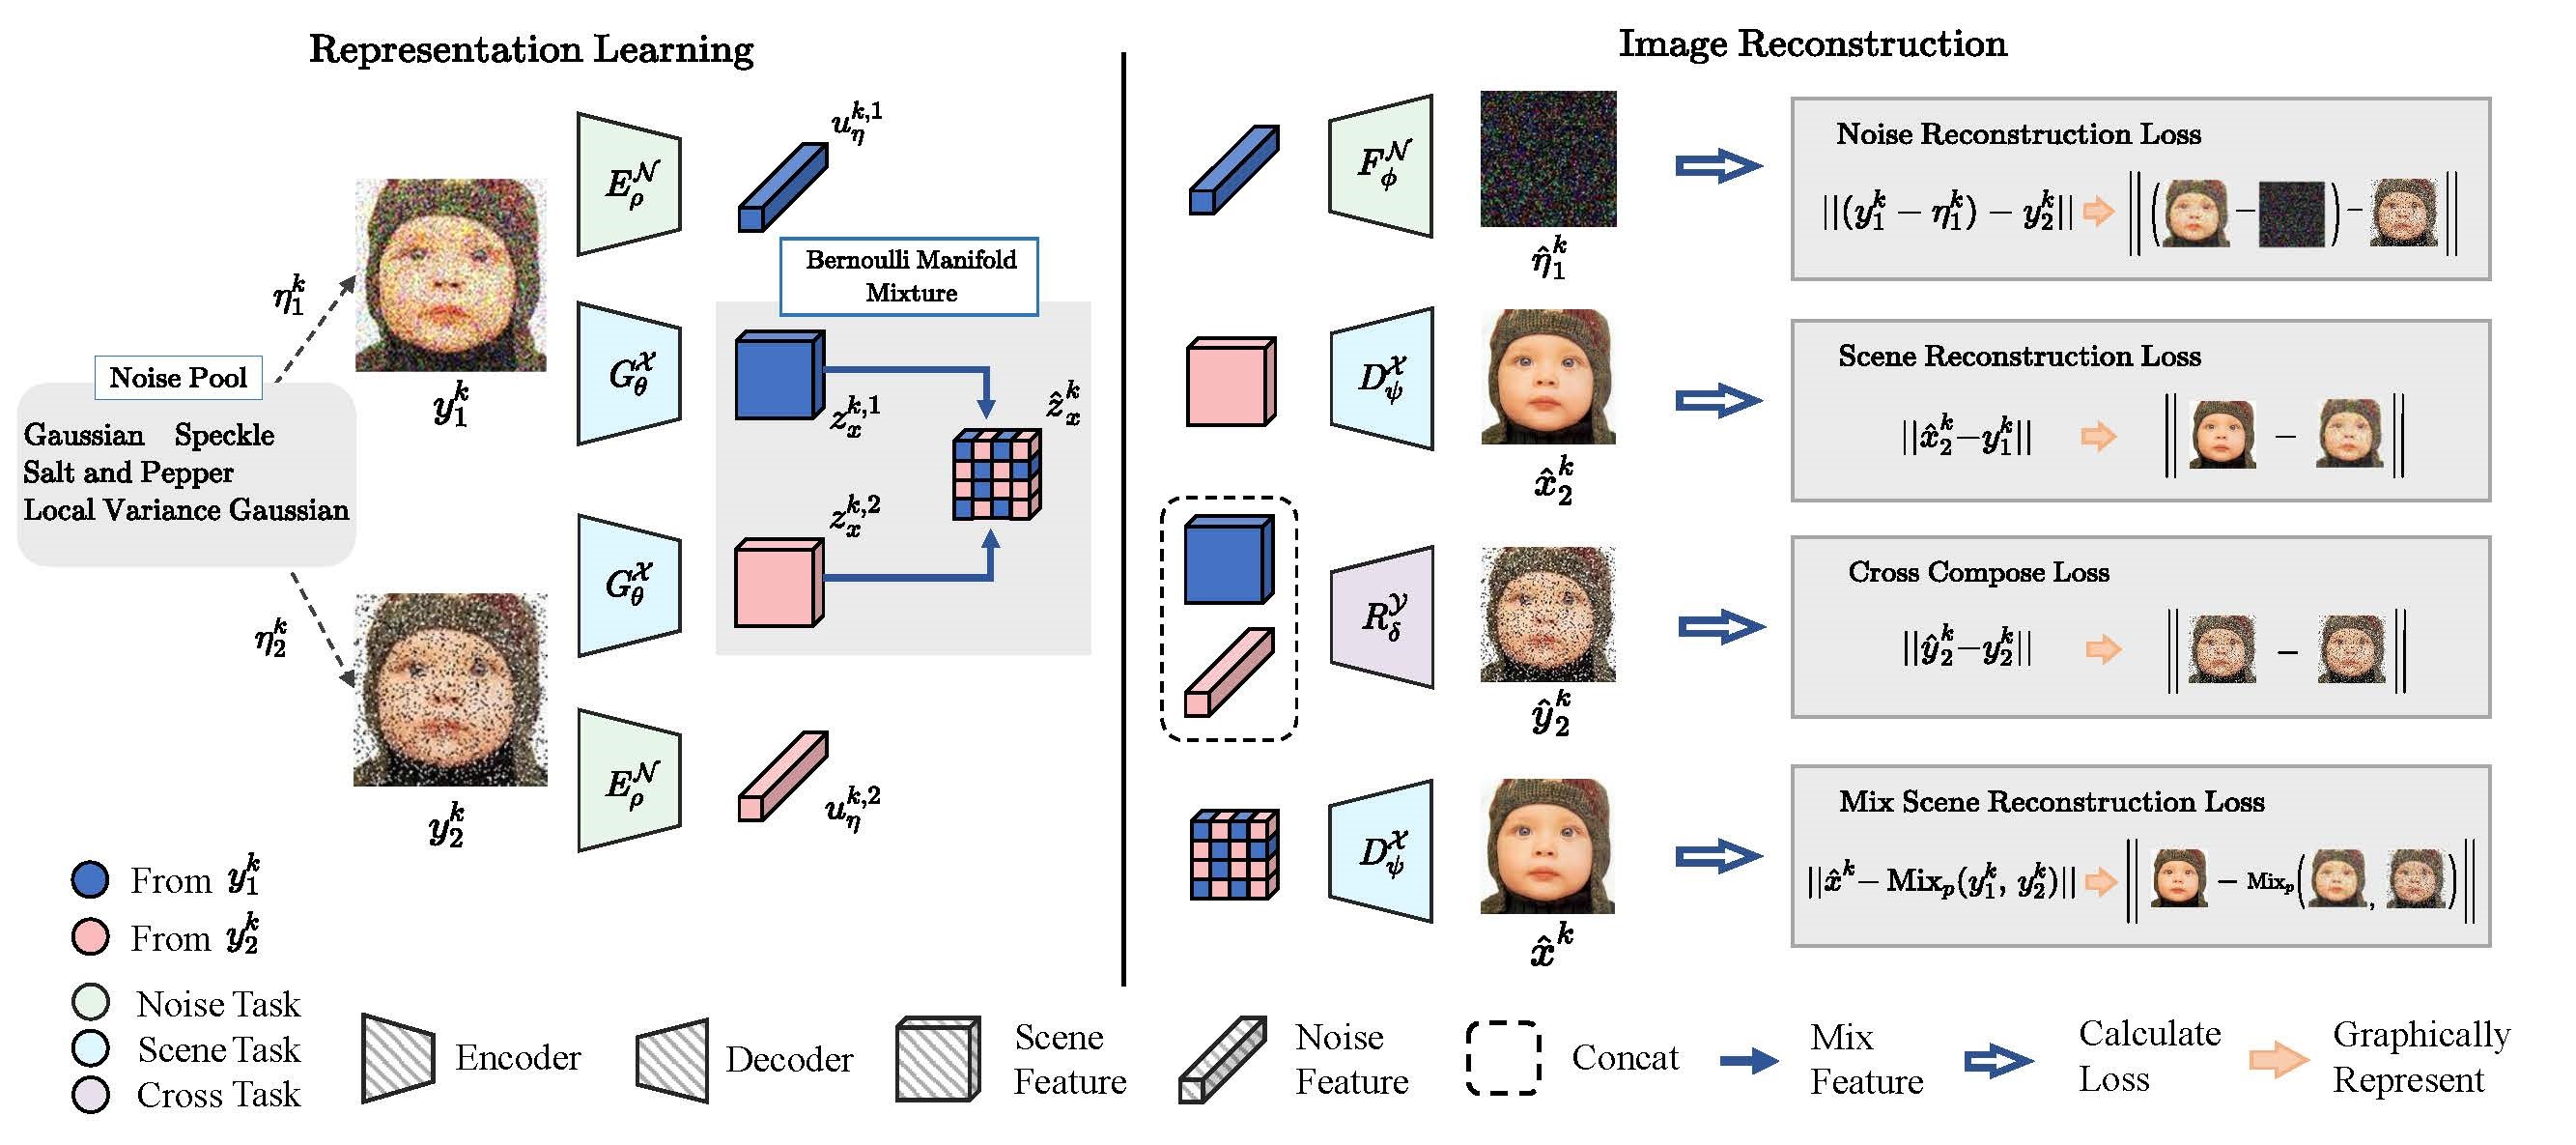 Representation Learning
$E_{\rho}^{\mathcal{N}}$
$u_{\eta}^{k,1}$
$\eta_1^k$
$y_1^k$
Bernoulli Manifold
Mixture
$G_{\theta}^{\mathcal{X}}$
$z_x^{k,1}$
$\hat{z}_x^k$
Noise Pool
Gaussian Speckle
Salt and Pepper
Local Variance Gaussian
$z_x^{k,2}$
$G_{\theta}^{\mathcal{X}}$
$\eta_2^k$
$y_2^k$
$E_{\rho}^{\mathcal{N}}$
$u_{\eta}^{k,2}$
Image Reconstruction
$F_{\phi}^{\mathcal{N}}$
$\hat{\eta}_1^k$
Noise Reconstruction Loss
$||(y_1^k - \eta_1^k) - y_2^k||$ $||( - ) - ||$
$D_{\psi}^{\mathcal{X}}$
$\hat{x}_2^k$
Scene Reconstruction Loss
$||\hat{x}_2^k - y_1^k||$ $|| - ||$
$R_{\delta}^{\mathcal{Y}}$
$\hat{y}_2^k$
Cross Compose Loss
$||\hat{y}_2^k - y_2^k||$ $|| - ||$
$D_{\psi}^{\mathcal{X}}$
$\hat{x}^k$
Mix Scene Reconstruction Loss
$||\hat{x}^k - \text{Mix}_p(y_1^k, y_2^k)||$ $|| - \text{Mix}_p( , )||$
From $y_1^k$
From $y_2^k$
Noise Task
Scene Task
Cross Task
Encoder
Decoder
Scene
Feature
Noise
Feature
Concat
Mix
Feature
Calculate
Loss
Graphically
Represent